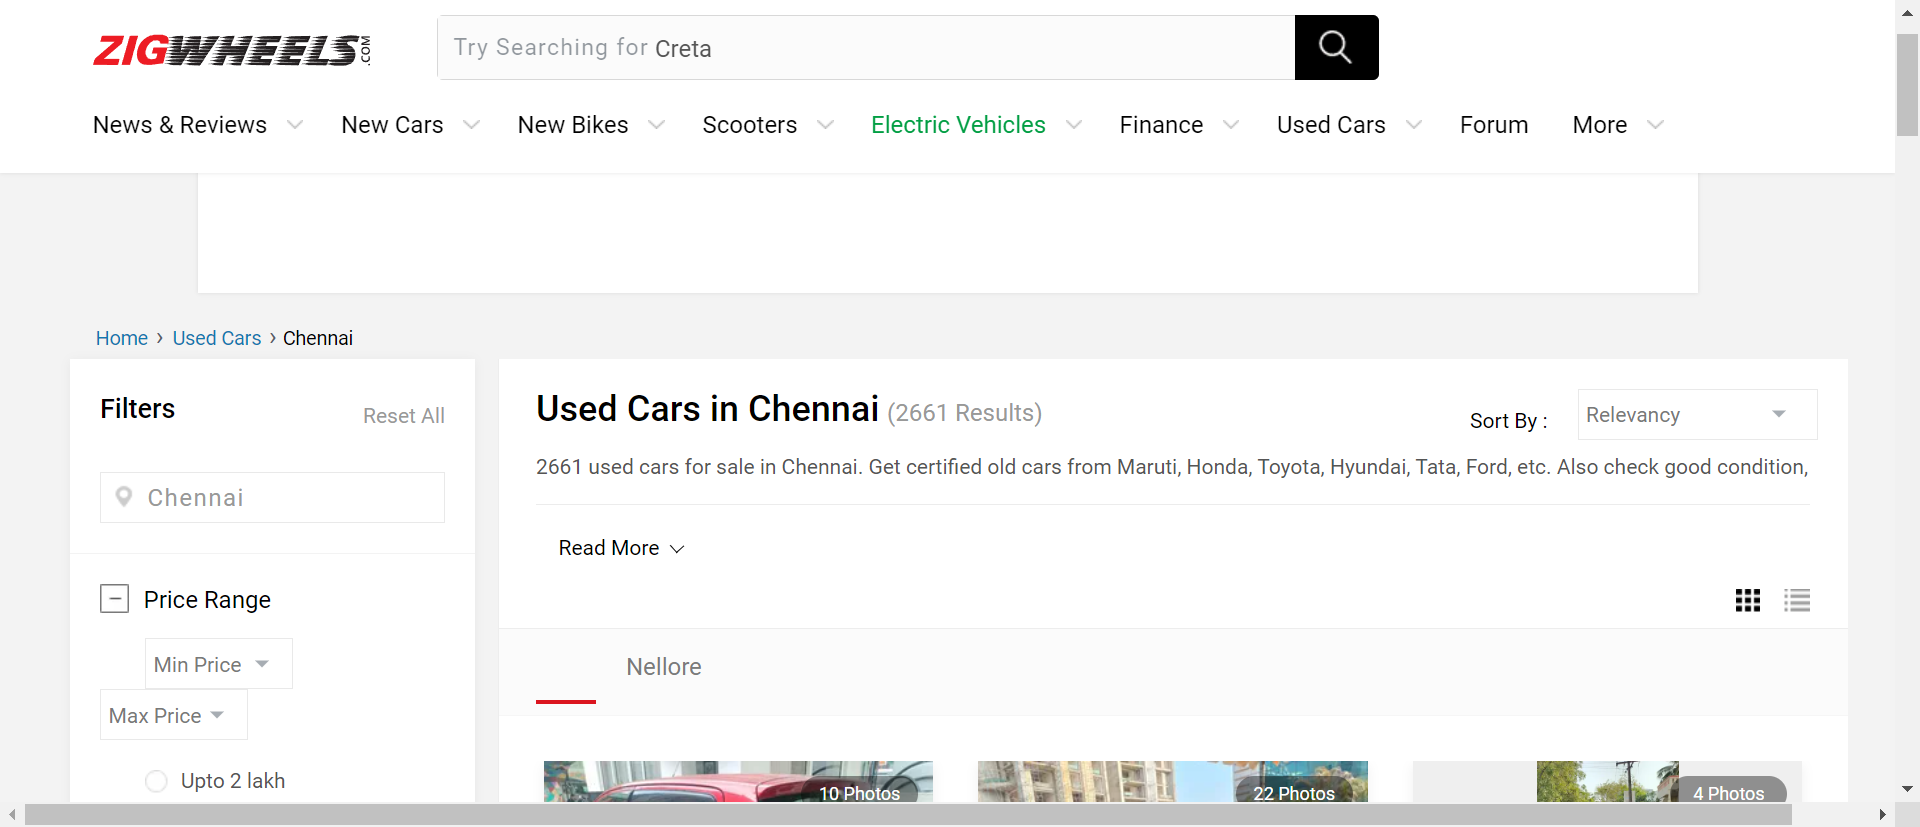 ZIGWHEELS.COM
Try Searching for Creta
News & Reviews New Cars New Bikes Scooters Electric Vehicles Finance Used Cars Forum More
Home › Used Cars › Chennai
Filters
Reset All
Chennai
Price Range
Min Price
Max Price
Upto 2 lakh
Used Cars in Chennai (2661 Results)
Sort By : Relevancy
2661 used cars for sale in Chennai. Get certified old cars from Maruti, Honda, Toyota, Hyundai, Tata, Ford, etc. Also check good condition,
Read More
Nellore
10 Photos 22 Photos 4 Photos